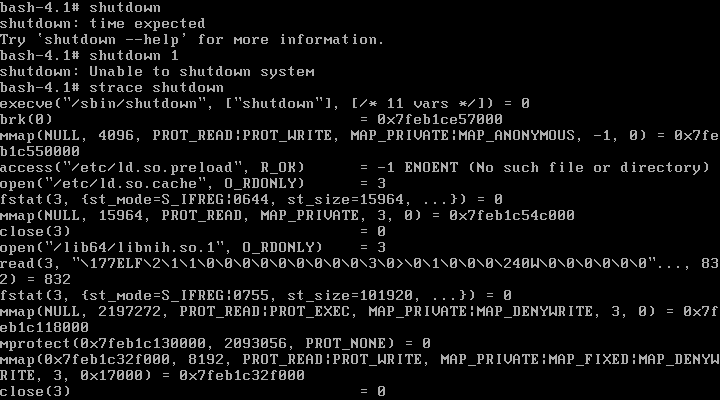 bash-4.1# shutdown
shutdown: time expected
Try `shutdown --help' for more information.
bash-4.1# shutdown 1
shutdown: Unable to shutdown system
bash-4.1# strace shutdown
execve("/sbin/shutdown", ["shutdown"], [/* 11 vars */]) = 0
brk(0)                                  = 0x7feb1ce57000
mmap(NULL, 4096, PROT_READ|PROT_WRITE, MAP_PRIVATE|MAP_ANONYMOUS, -1, 0) = 0x7fe
b1c550000
access("/etc/ld.so.preload", R_OK)      = -1 ENOENT (No such file or directory)
open("/etc/ld.so.cache", O_RDONLY)      = 3
fstat(3, {st_mode=S_IFREG|0644, st_size=15964, ...}) = 0
mmap(NULL, 15964, PROT_READ, MAP_PRIVATE, 3, 0) = 0x7feb1c54c000
close(3)                                = 0
open("/lib64/libnih.so.1", O_RDONLY)    = 3
read(3, "\177ELF\2\1\1\0\0\0\0\0\0\0\0\0\3\0>\0\1\0\0\0\240W\0\0\0\0\0\0"..., 83
2) = 832
fstat(3, {st_mode=S_IFREG|0755, st_size=101920, ...}) = 0
mmap(NULL, 2197272, PROT_READ|PROT_EXEC, MAP_PRIVATE|MAP_DENYWRITE, 3, 0) = 0x7f
eb1c118000
mprotect(0x7feb1c130000, 2093056, PROT_NONE) = 0
mmap(0x7feb1c32f000, 8192, PROT_READ|PROT_WRITE, MAP_PRIVATE|MAP_FIXED|MAP_DENYW
RITE, 3, 0x17000) = 0x7feb1c32f000
close(3)                                = 0